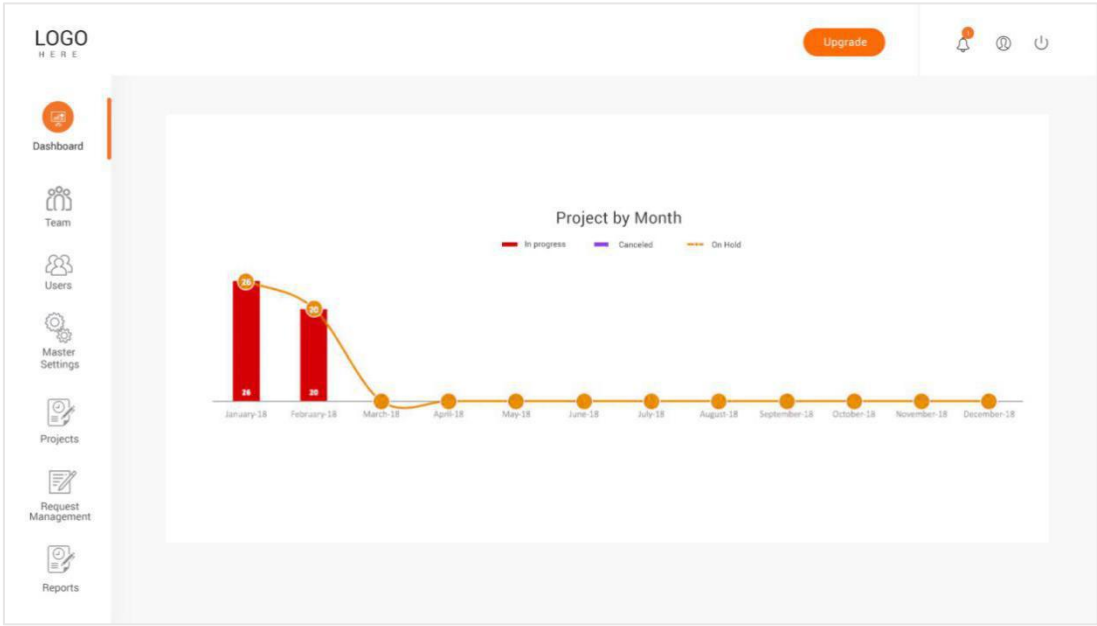 LOGO
HERE
Upgrade
Dashboard
Team
Users
Master
Settings
Projects
Request
Management
Reports
Project by Month
In progress Canceled On Hold
26
20
26 20
January-18 February-18 March-18 April-18 May-18 June-18 July-18 August-18 September-18 October-18 November-18 December-18